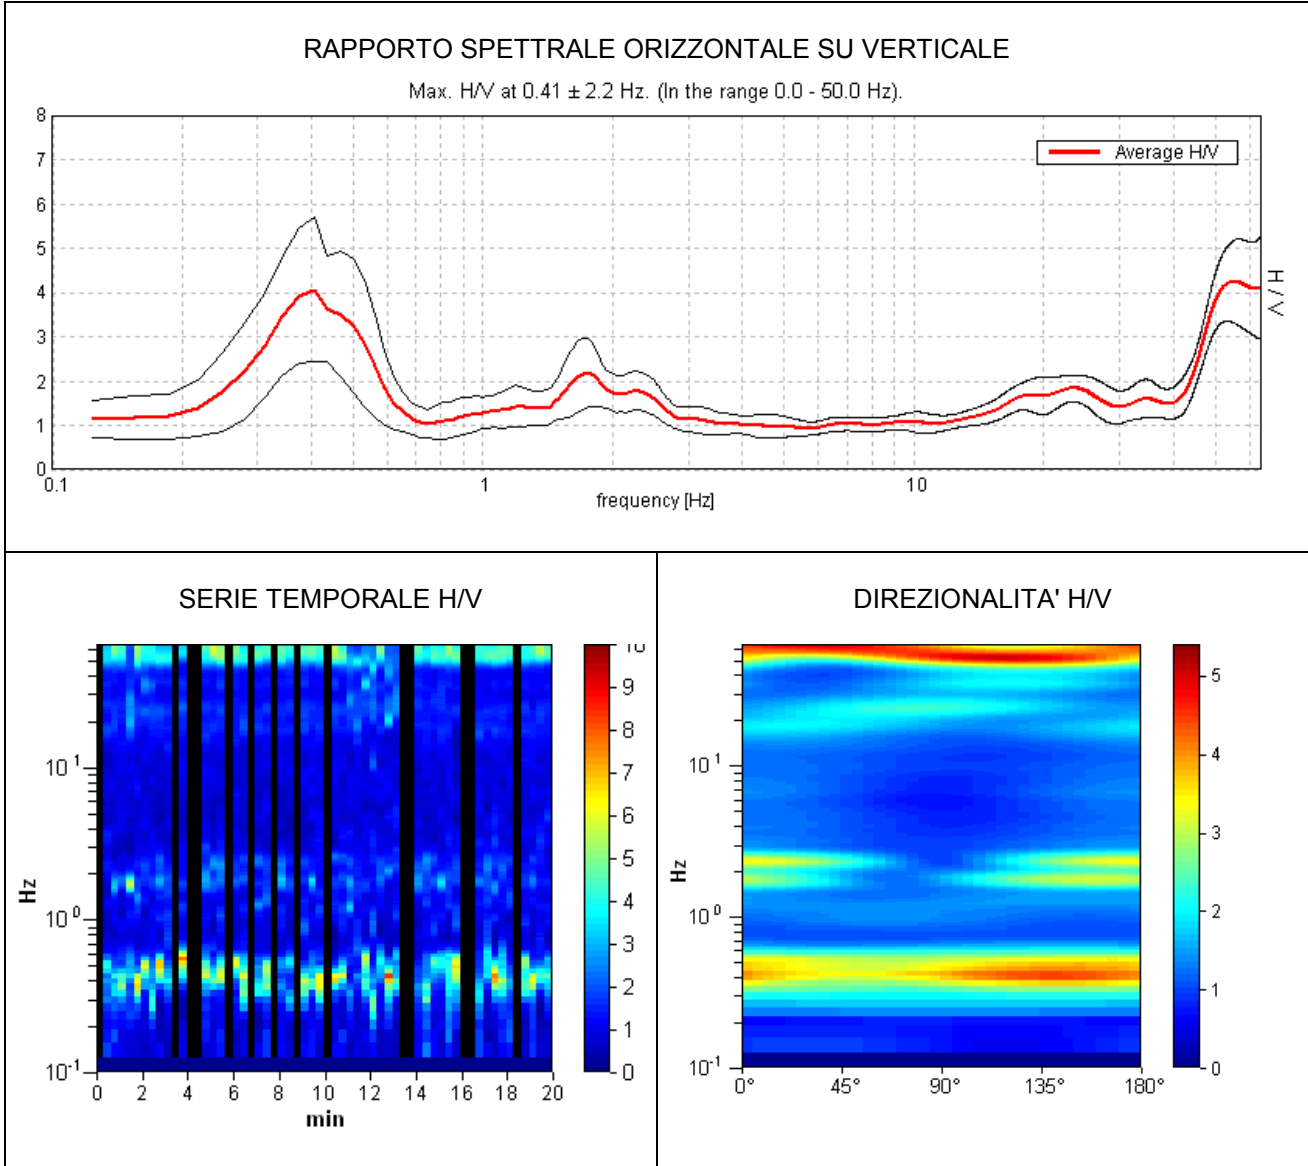 RAPPORTO SPETTRALE ORIZZONTALE SU VERTICALE
Max. H/V at 0.41 ± 2.2 Hz. (In the range 0.0 - 50.0 Hz).
8
7
6
5
4
3
2
1
0
Average H/V
H / V
0.1
1
10
frequency [Hz]
SERIE TEMPORALE H/V
Hz
10¹
10⁰
10⁻¹
0 2 4 6 8 10 12 14 16 18 20
min
10
9
8
7
6
5
4
3
2
1
0
DIREZIONALITA' H/V
Hz
10¹
10⁰
10⁻¹
0° 45° 90° 135° 180°
5
4
3
2
1
0